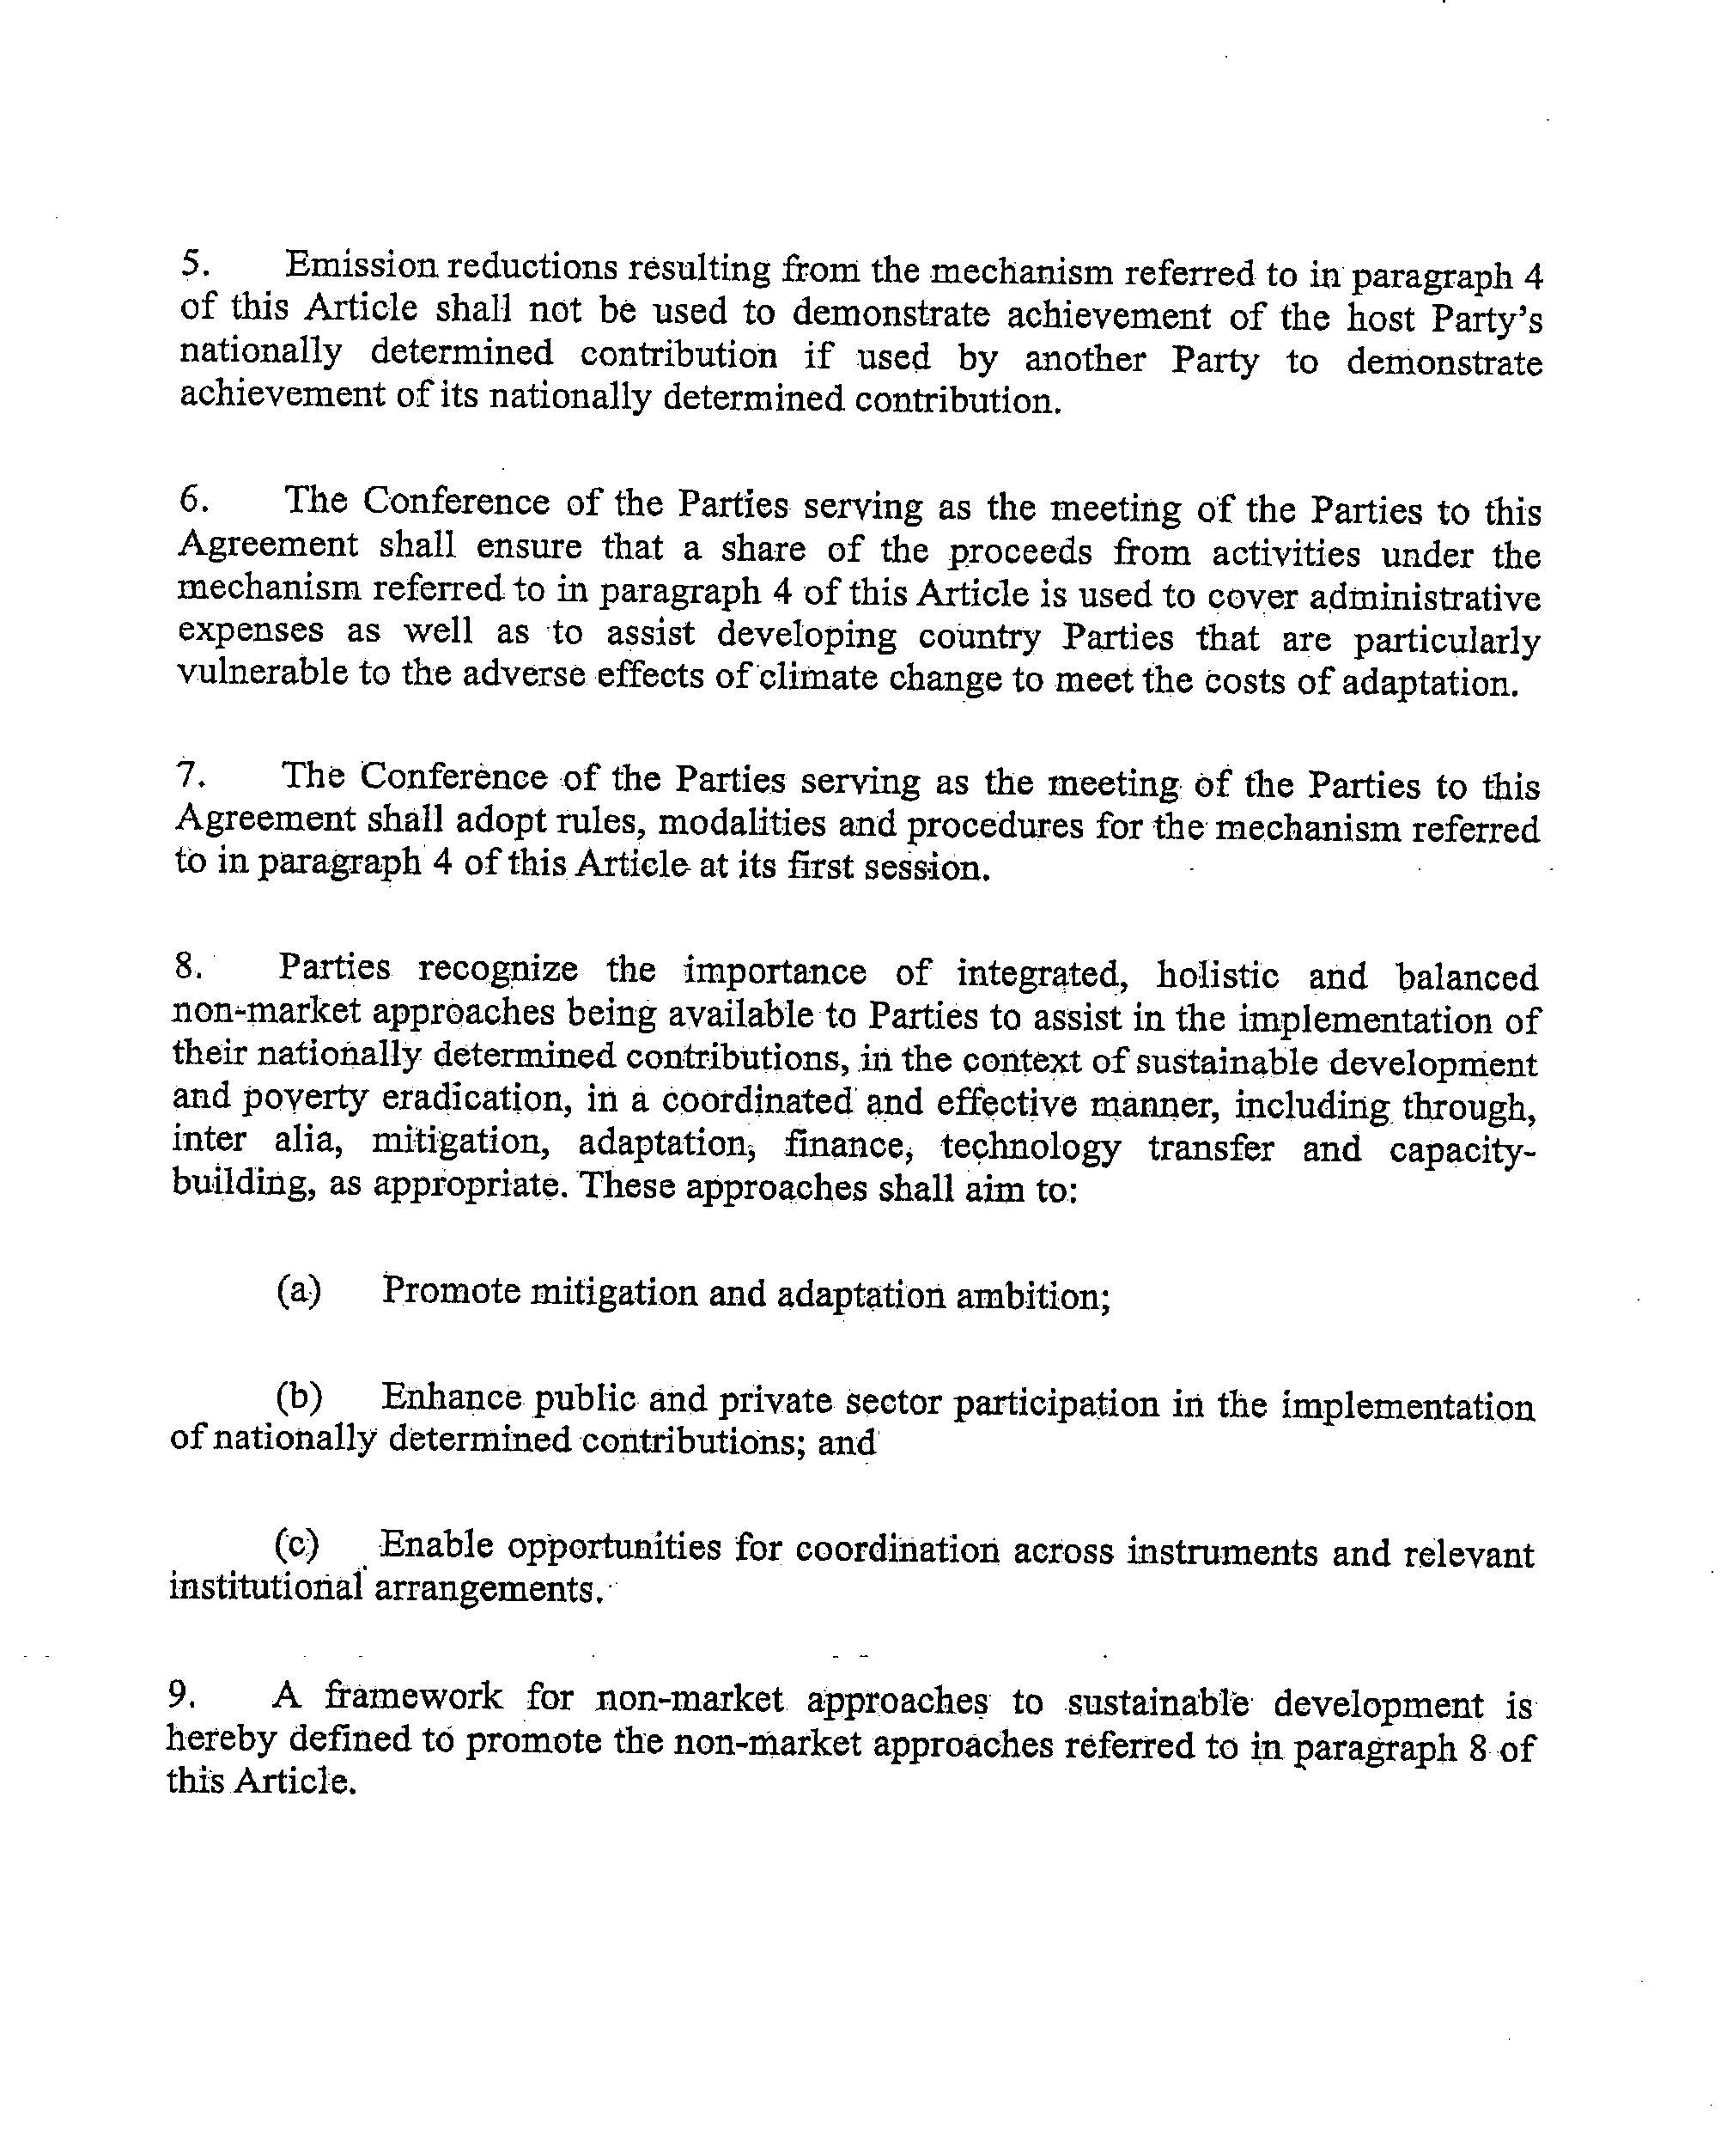 5. Emission reductions resulting from the mechanism referred to in paragraph 4
of this Article shall not be used to demonstrate achievement of the host Party's
nationally determined contribution if used by another Party to demonstrate
achievement of its nationally determined contribution.
6. The Conference of the Parties serving as the meeting of the Parties to this
Agreement shall ensure that a share of the proceeds from activities under the
mechanism referred to in paragraph 4 of this Article is used to cover administrative
expenses as well as to assist developing country Parties that are particularly
vulnerable to the adverse effects of climate change to meet the costs of adaptation.
7. The Conference of the Parties serving as the meeting of the Parties to this
Agreement shall adopt rules, modalities and procedures for the mechanism referred
to in paragraph 4 of this Article at its first session.
8. Parties recognize the importance of integrated, holistic and balanced
non-market approaches being available to Parties to assist in the implementation of
their nationally determined contributions, in the context of sustainable development
and poverty eradication, in a coordinated and effective manner, including through,
inter alia, mitigation, adaptation, finance, technology transfer and capacity-
building, as appropriate. These approaches shall aim to:
(a) Promote mitigation and adaptation ambition;
(b) Enhance public and private sector participation in the implementation
of nationally determined contributions; and
(c) Enable opportunities for coordination across instruments and relevant
institutional arrangements.
9. A framework for non-market approaches to sustainable development is
hereby defined to promote the non-market approaches referred to in paragraph 8 of
this Article.